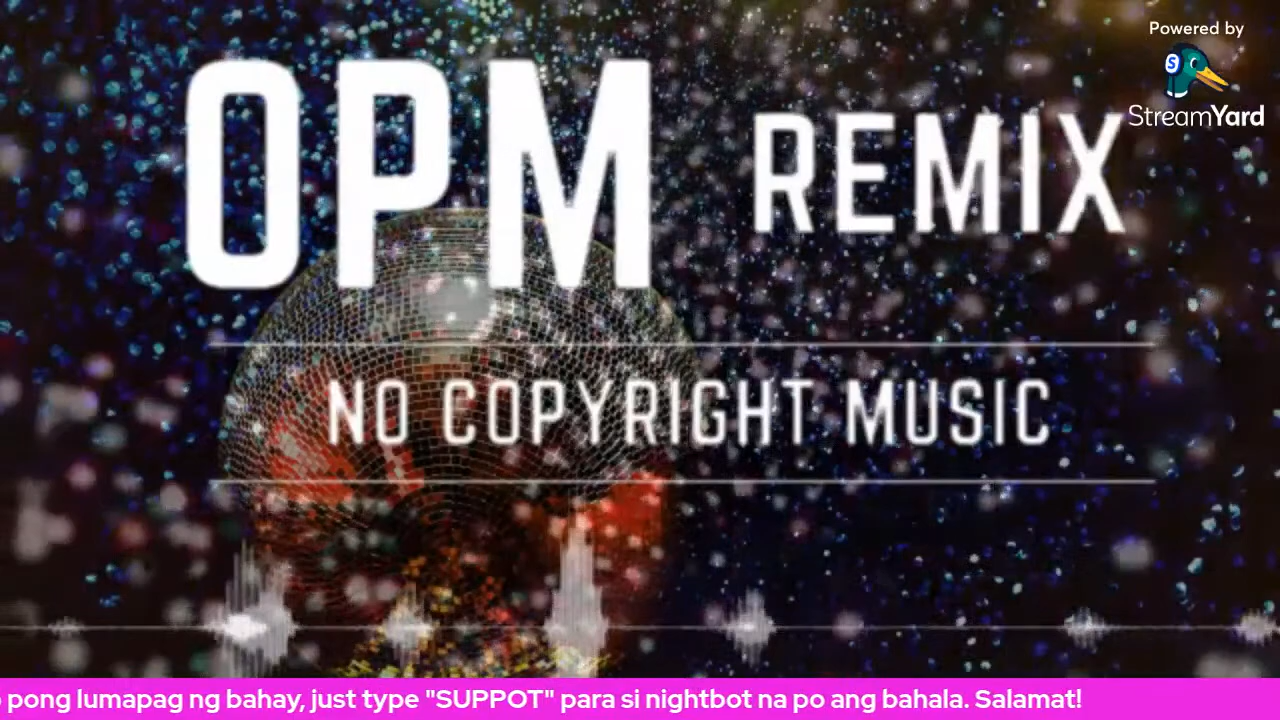 Powered by
StreamYard
OPM REMIX
NO COPYRIGHT MUSIC
pong lumapag ng bahay, just type "SUPPOT" para si nightbot na po ang bahala. Salamat!